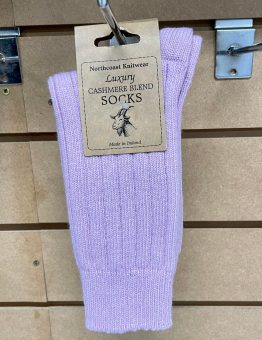 Northcoast Knitwear
Luxury
CASHMERE BLEND
SOCKS
Made in Ireland